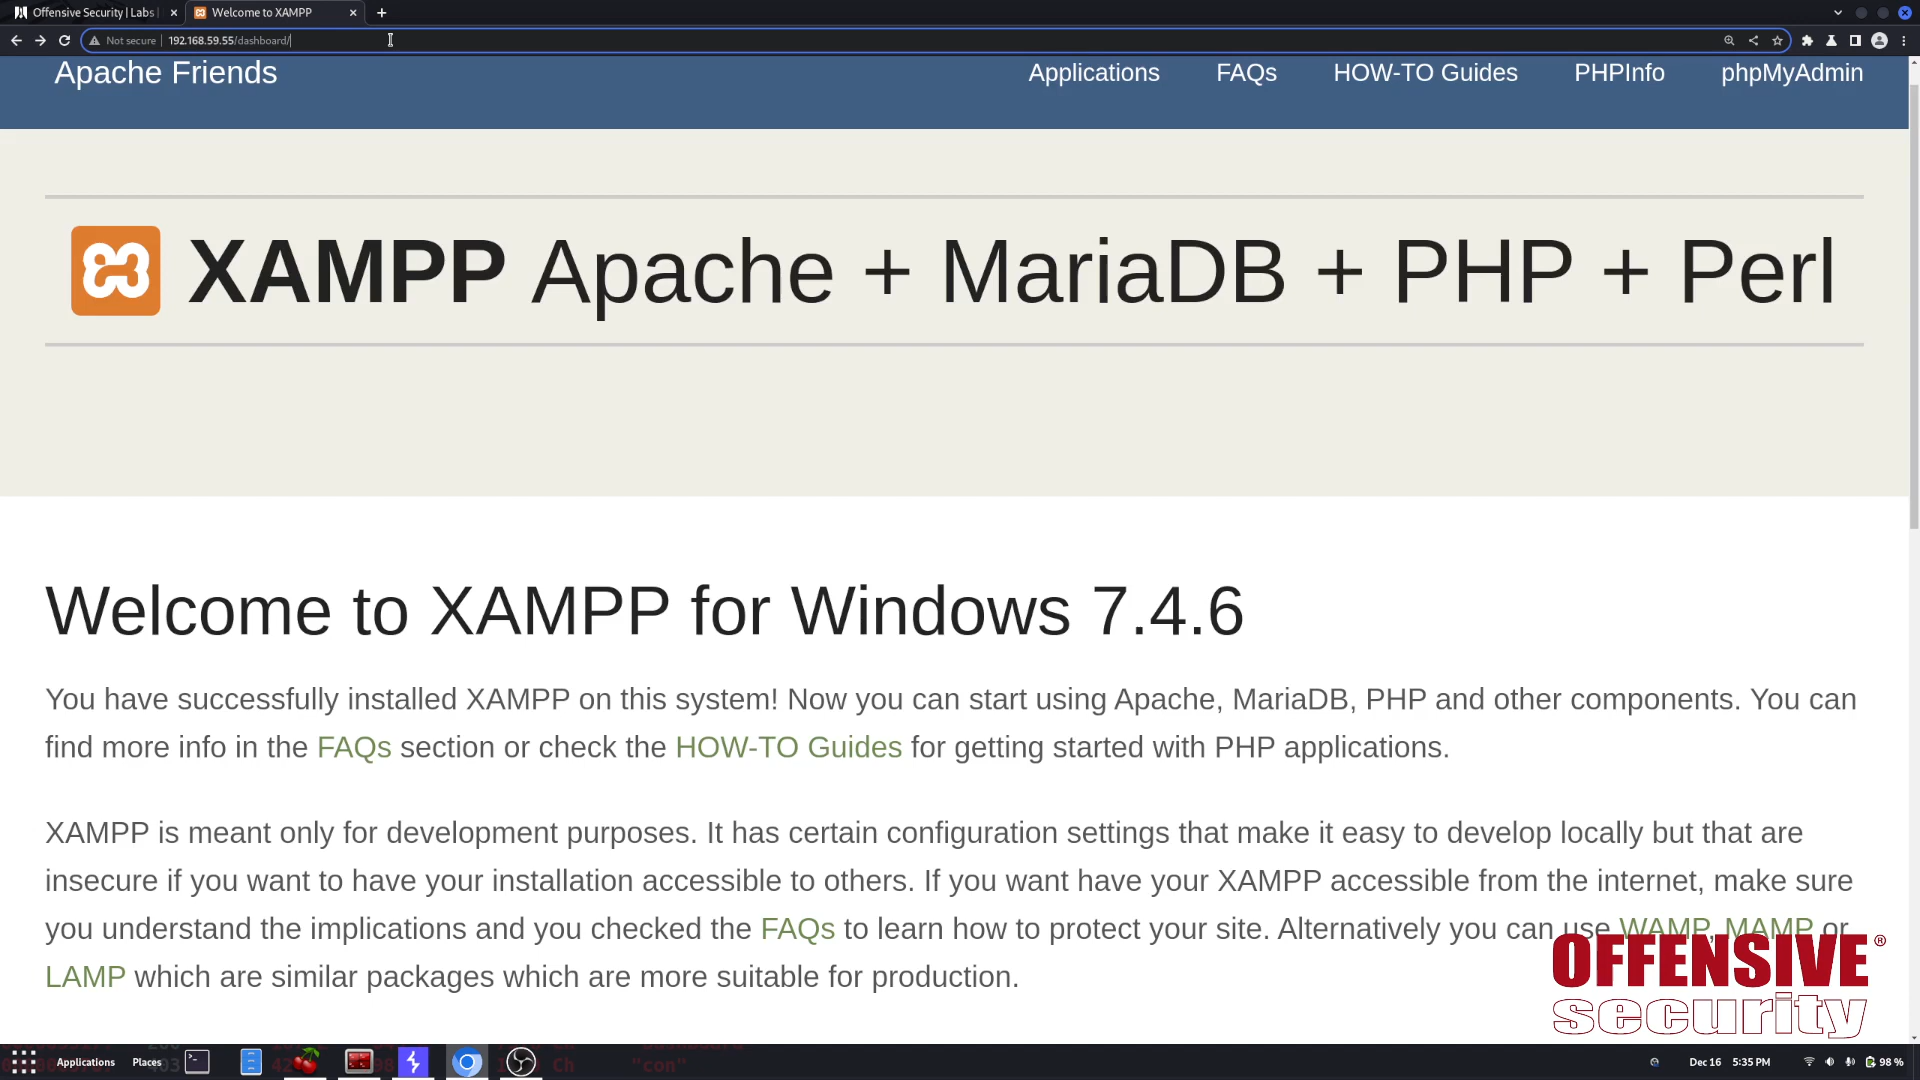 Offensive Security | Labs
Welcome to XAMPP
Not secure
192.168.59.55/dashboard/
Apache Friends
Applications
FAQs
HOW-TO Guides
PHPInfo
phpMyAdmin
XAMPP Apache + MariaDB + PHP + Perl
Welcome to XAMPP for Windows 7.4.6
You have successfully installed XAMPP on this system! Now you can start using Apache, MariaDB, PHP and other components. You can
find more info in the FAQs section or check the HOW-TO Guides for getting started with PHP applications.
XAMPP is meant only for development purposes. It has certain configuration settings that make it easy to develop locally but that are
insecure if you want to have your installation accessible to others. If you want have your XAMPP accessible from the internet, make sure
you understand the implications and you checked the FAQs to learn how to protect your site. Alternatively you can use WAMP, MAMP or
LAMP which are similar packages which are more suitable for production.
OFFENSIVE®
security
Applications
Places
403
Ch
"con"
Dec 16 5:35 PM
98 %